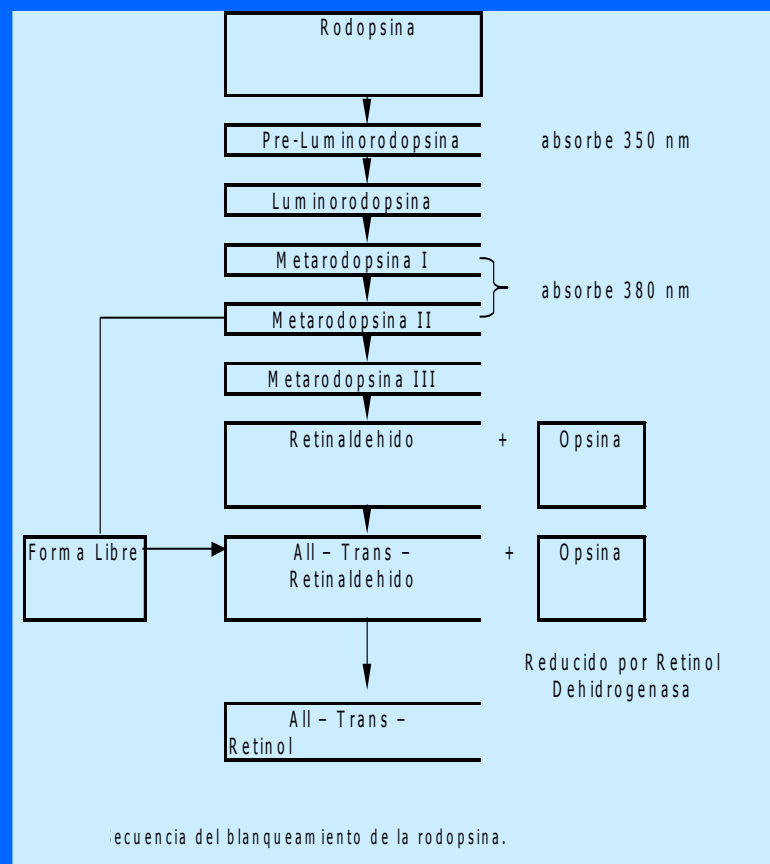 Rodopsina
Pre-Luminorodopsina
absorbe 350 nm
Luminorodopsina
Metarodopsina I
absorbe 380 nm
Metarodopsina II
Metarodopsina III
Retinaldehido
+
Opsina
Forma Libre
All – Trans –
Retinaldehido
+
Opsina
Reducido por Retinol
Dehidrogenasa
All – Trans –
Retinol
ecuencia del blanqueamiento de la rodopsina.